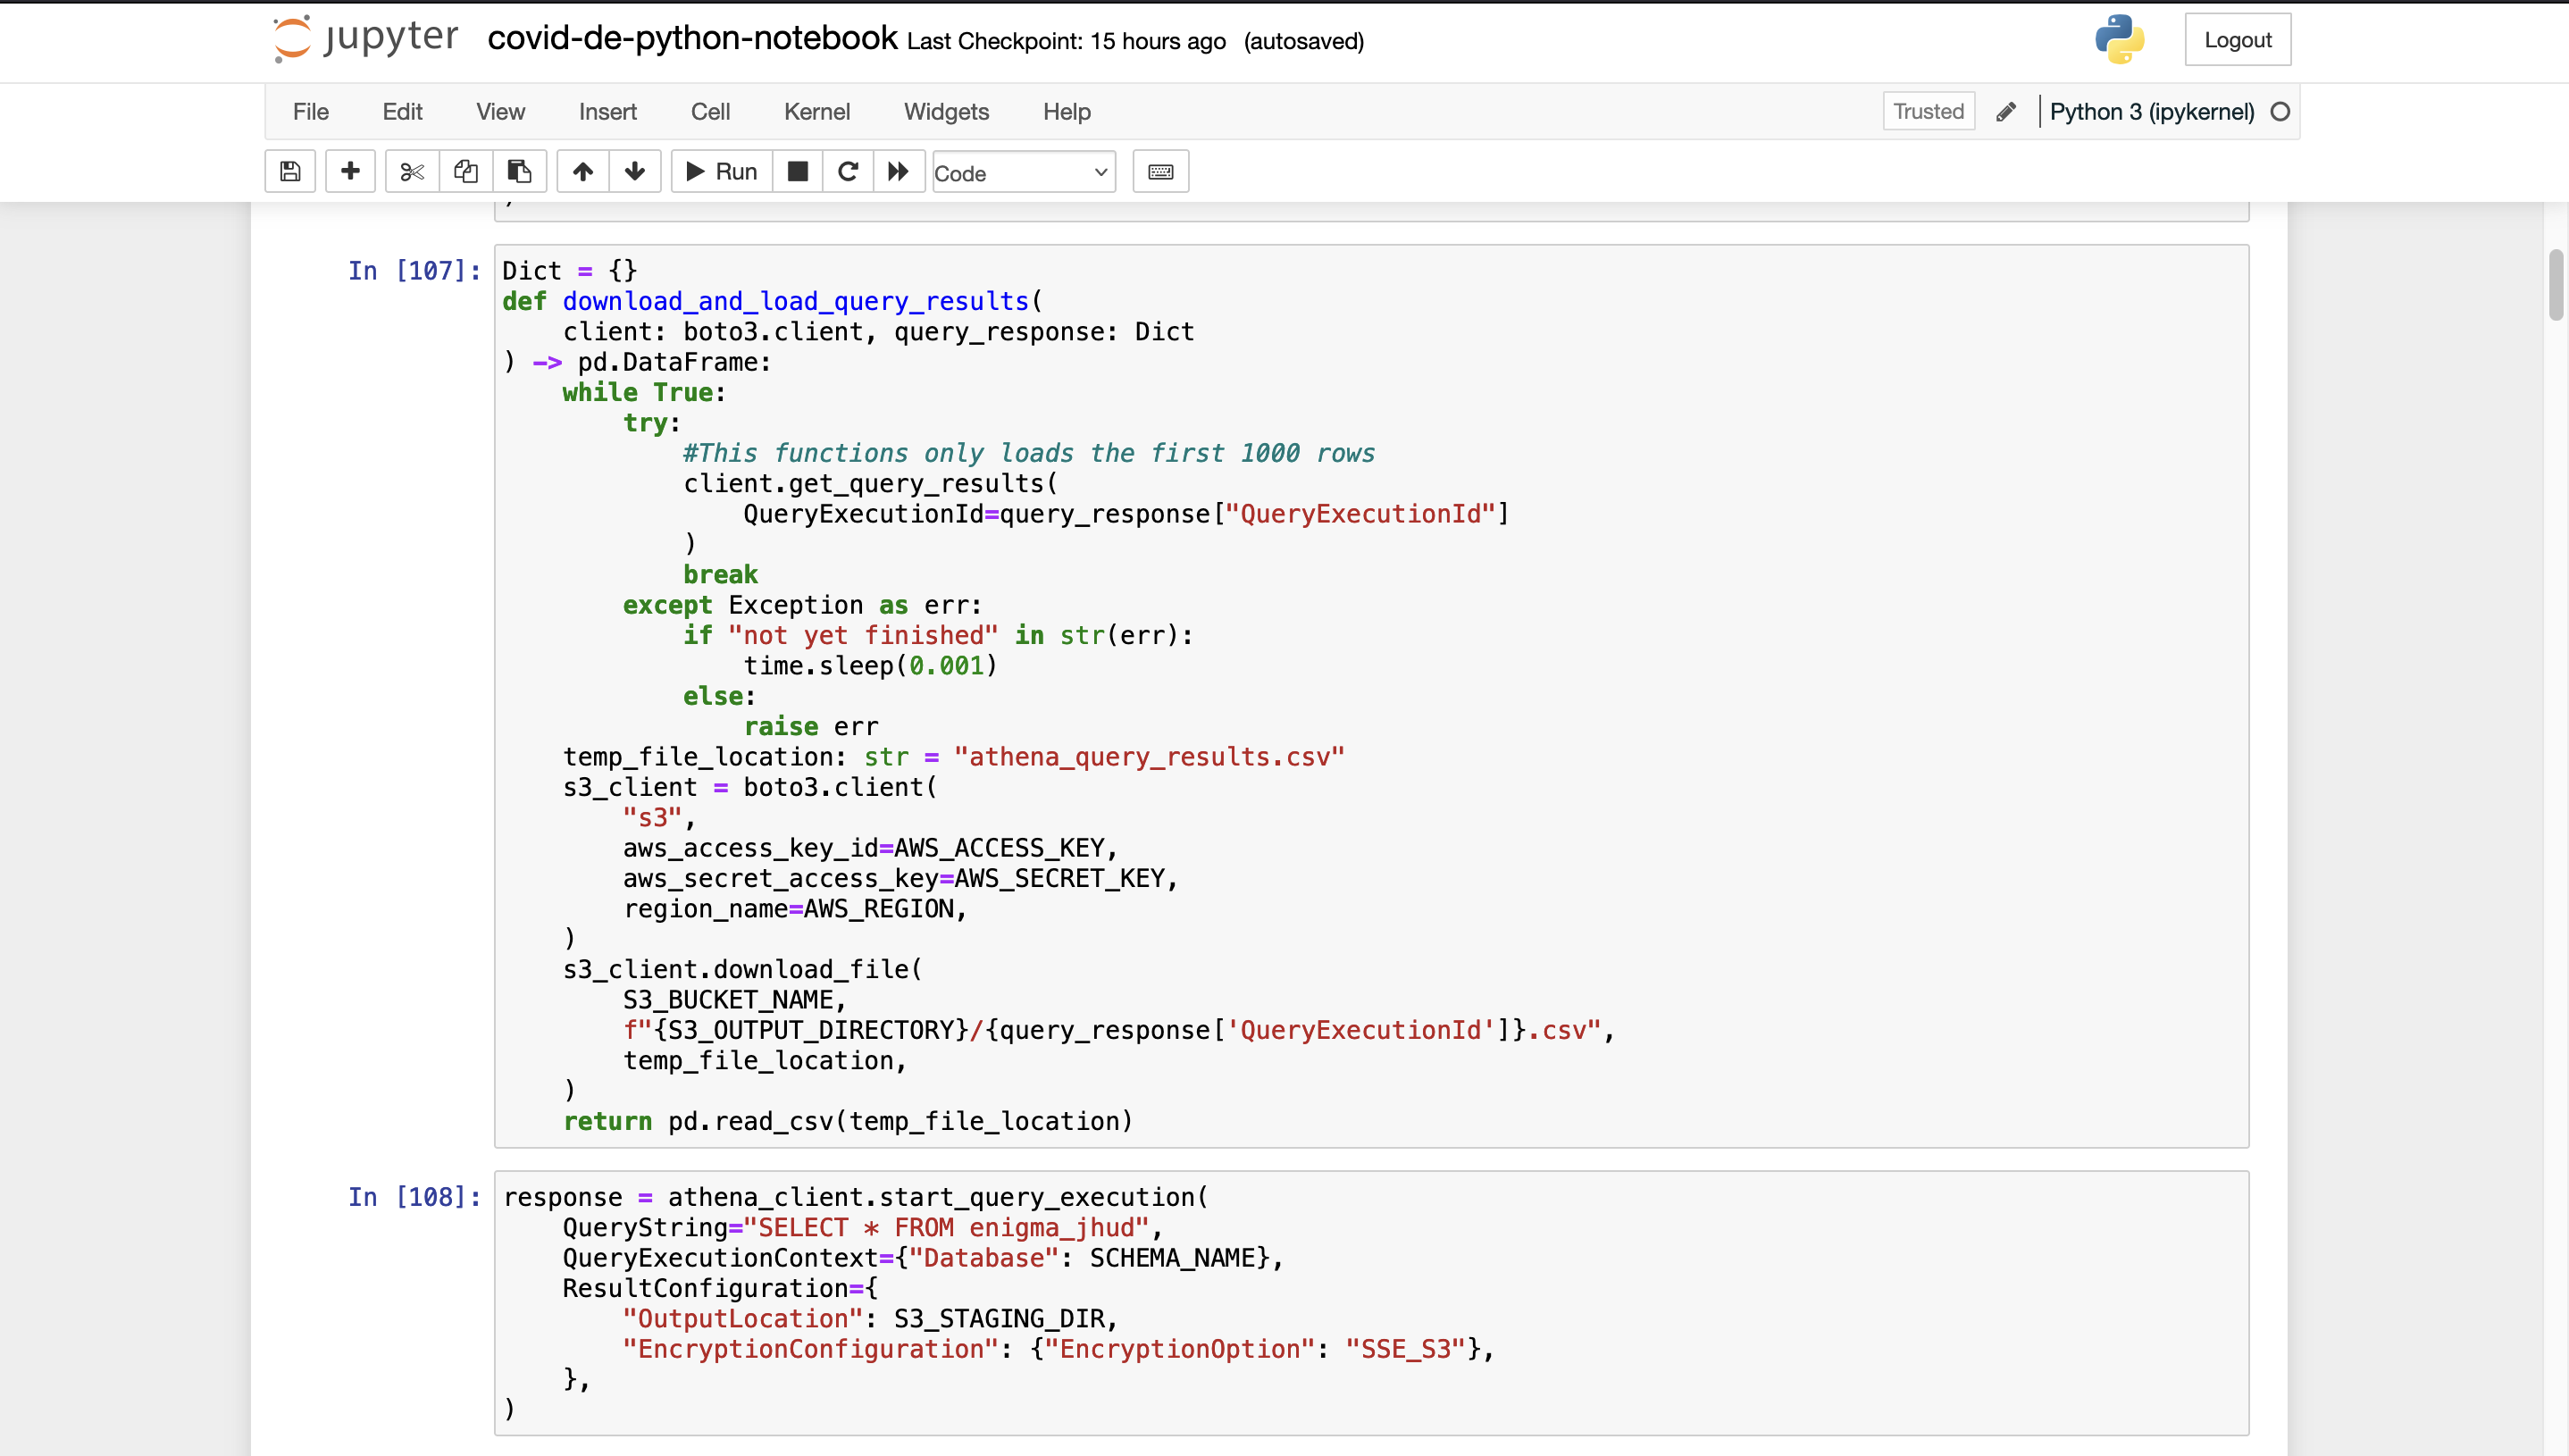 jupyter covid-de-python-notebook Last Checkpoint: 15 hours ago (autosaved) Logout
File Edit View Insert Cell Kernel Widgets Help Trusted Python 3 (ipykernel)
Run Code
)
In [107]: Dict = {}
def download_and_load_query_results(
    client: boto3.client, query_response: Dict
) -> pd.DataFrame:
    while True:
        try:
            #This functions only loads the first 1000 rows
            client.get_query_results(
                QueryExecutionId=query_response["QueryExecutionId"]
            )
            break
        except Exception as err:
            if "not yet finished" in str(err):
                time.sleep(0.001)
            else:
                raise err
    temp_file_location: str = "athena_query_results.csv"
    s3_client = boto3.client(
        "s3",
        aws_access_key_id=AWS_ACCESS_KEY,
        aws_secret_access_key=AWS_SECRET_KEY,
        region_name=AWS_REGION,
    )
    s3_client.download_file(
        S3_BUCKET_NAME,
        f"{S3_OUTPUT_DIRECTORY}/{query_response['QueryExecutionId']}.csv",
        temp_file_location,
    )
    return pd.read_csv(temp_file_location)
In [108]: response = athena_client.start_query_execution(
    QueryString="SELECT * FROM enigma_jhud",
    QueryExecutionContext={"Database": SCHEMA_NAME},
    ResultConfiguration={
        "OutputLocation": S3_STAGING_DIR,
        "EncryptionConfiguration": {"EncryptionOption": "SSE_S3"},
    },
)